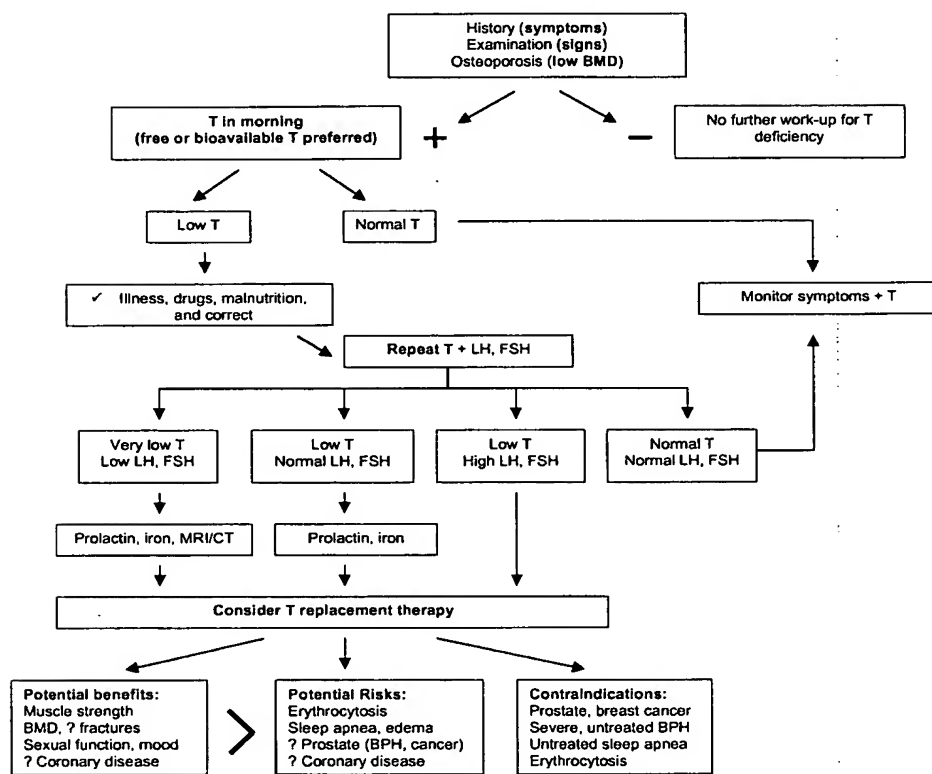 History (symptoms)
Examination (signs)
Osteoporosis (low BMD)
T in morning
(free or bioavailable T preferred)
+
−
No further work-up for T
deficiency
Low T
Normal T
✓ Illness, drugs, malnutrition,
and correct
Monitor symptoms + T
Repeat T + LH, FSH
Very low T
Low LH, FSH
Low T
Normal LH, FSH
Low T
High LH, FSH
Normal T
Normal LH, FSH
Prolactin, iron, MRI/CT
Prolactin, iron
Consider T replacement therapy
Potential benefits:
Muscle strength
BMD, ? fractures
Sexual function, mood
? Coronary disease
>
Potential Risks:
Erythrocytosis
Sleep apnea, edema
? Prostate (BPH, cancer)
? Coronary disease
Contraindications:
Prostate, breast cancer
Severe, untreated BPH
Untreated sleep apnea
Erythrocytosis